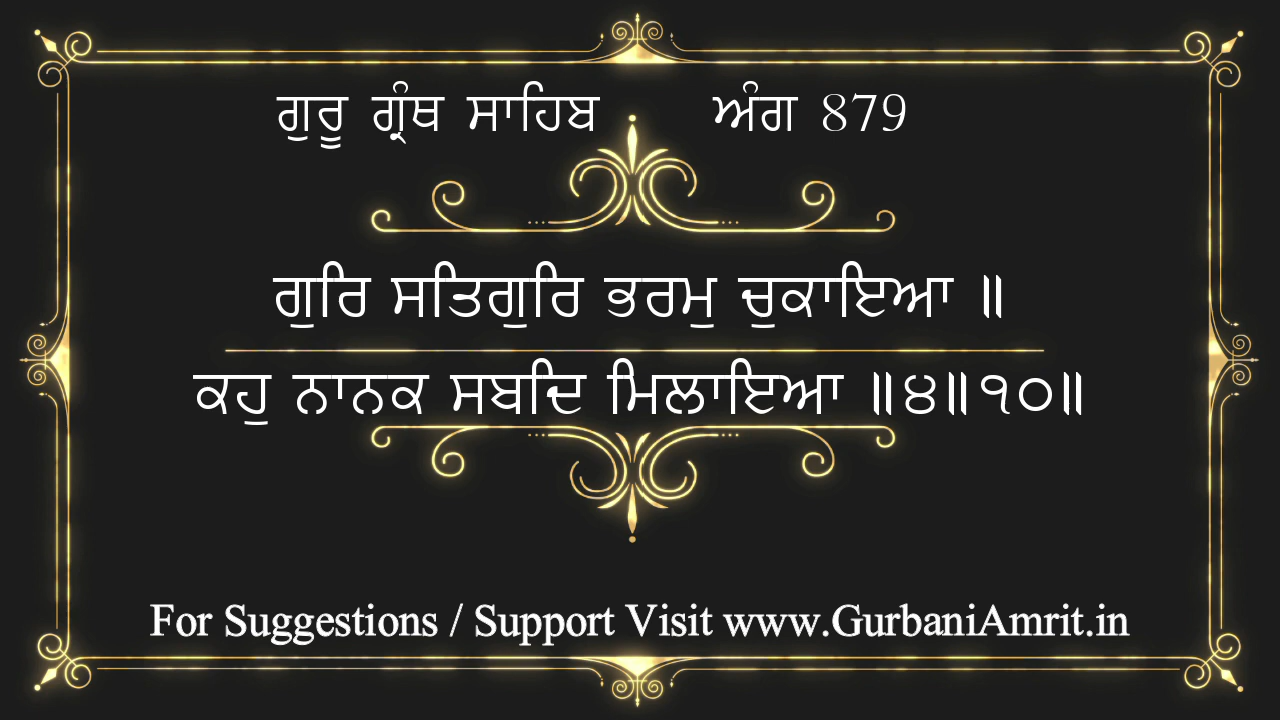 ਗੁਰੂ ਗ੍ਰੰਥ ਸਾਹਿਬ ਅੰਗ 879
ਗੁਰਿ ਸਤਿਗੁਰਿ ਭਰਮੁ ਚੁਕਾਇਆ ॥
ਕਹੁ ਨਾਨਕ ਸਬਦਿ ਮਿਲਾਇਆ ॥੪॥੧੦॥
For Suggestions / Support Visit www.GurbaniAmrit.in